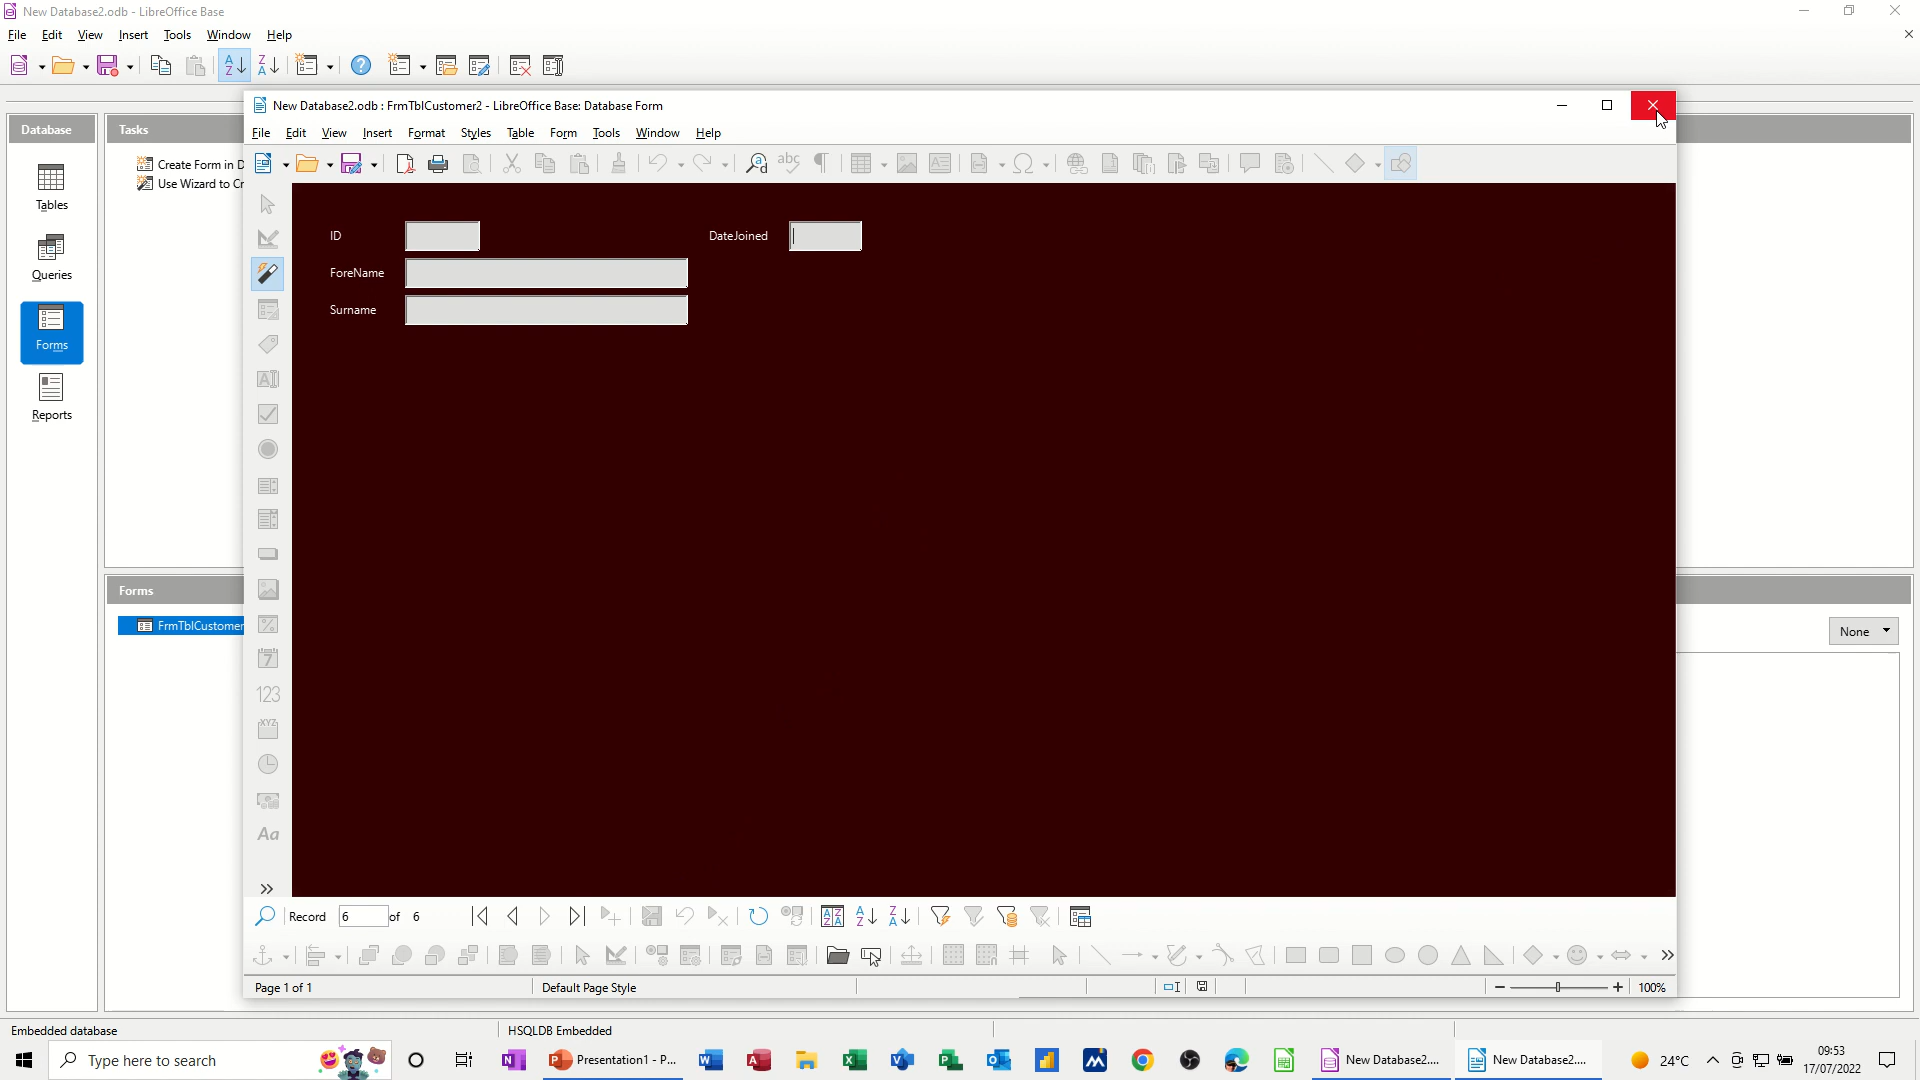 New Database2.odb - LibreOffice Base
File Edit View Insert Tools Window Help
New Database2.odb : FrmTblCustomer2 - LibreOffice Base: Database Form
Database
Tasks
File Edit View Insert Format Styles Table Form Tools Window Help
Create Form in D
Use Wizard to Cr
Tables
ID
DateJoined
ForeName
Surname
Queries
Forms
Reports
Forms
FrmTblCustomer
None
123
XYZ
Aa
Record 6 of 6
Page 1 of 1
Default Page Style
100%
Embedded database
HSQLDB Embedded
Type here to search
Presentation1 - P...
New Database2....
New Database2....
24°C
09:53
17/07/2022